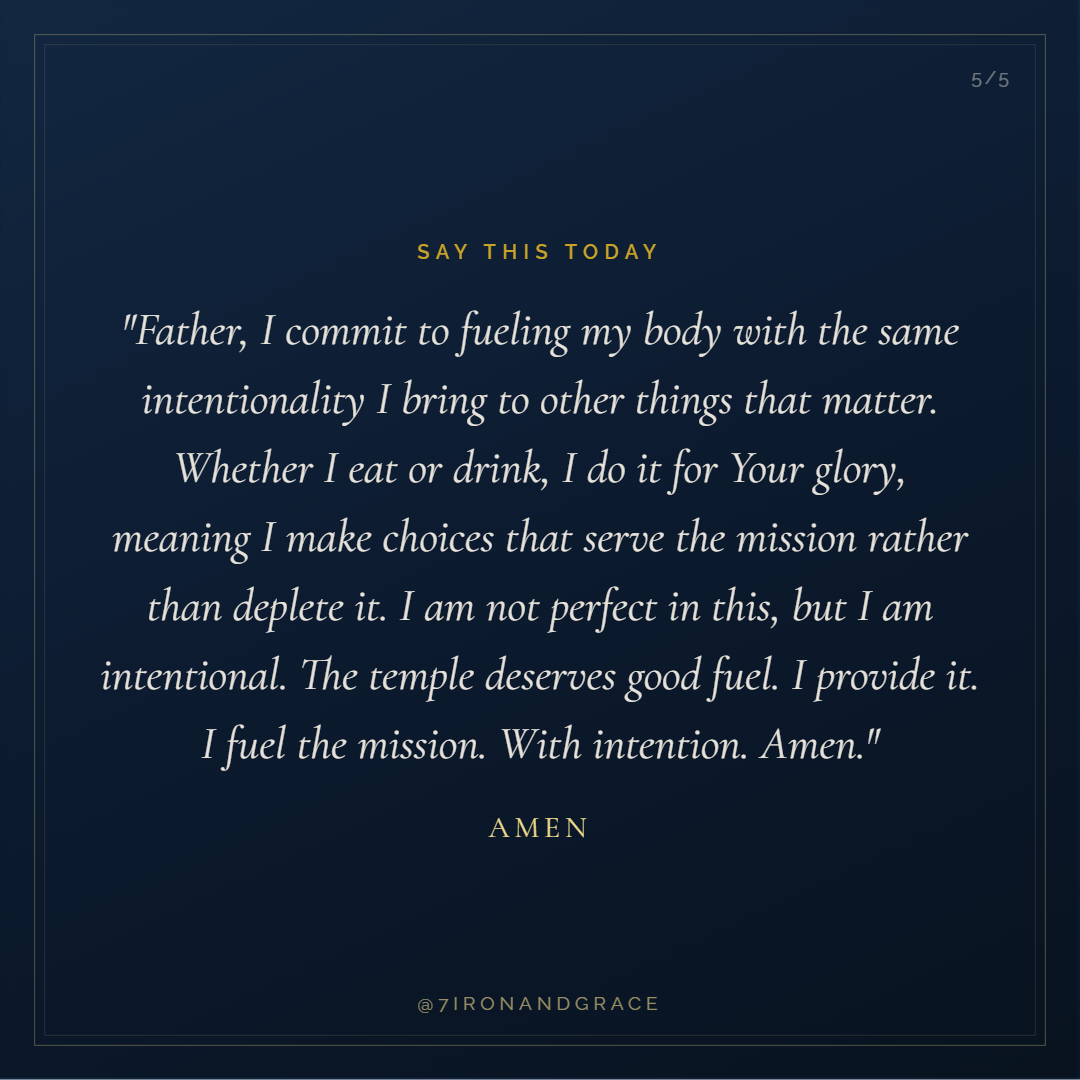 5/5
SAY THIS TODAY
"Father, I commit to fueling my body with the same
intentionality I bring to other things that matter.
Whether I eat or drink, I do it for Your glory,
meaning I make choices that serve the mission rather
than deplete it. I am not perfect in this, but I am
intentional. The temple deserves good fuel. I provide it.
I fuel the mission. With intention. Amen."
AMEN
@7IRONANDGRACE